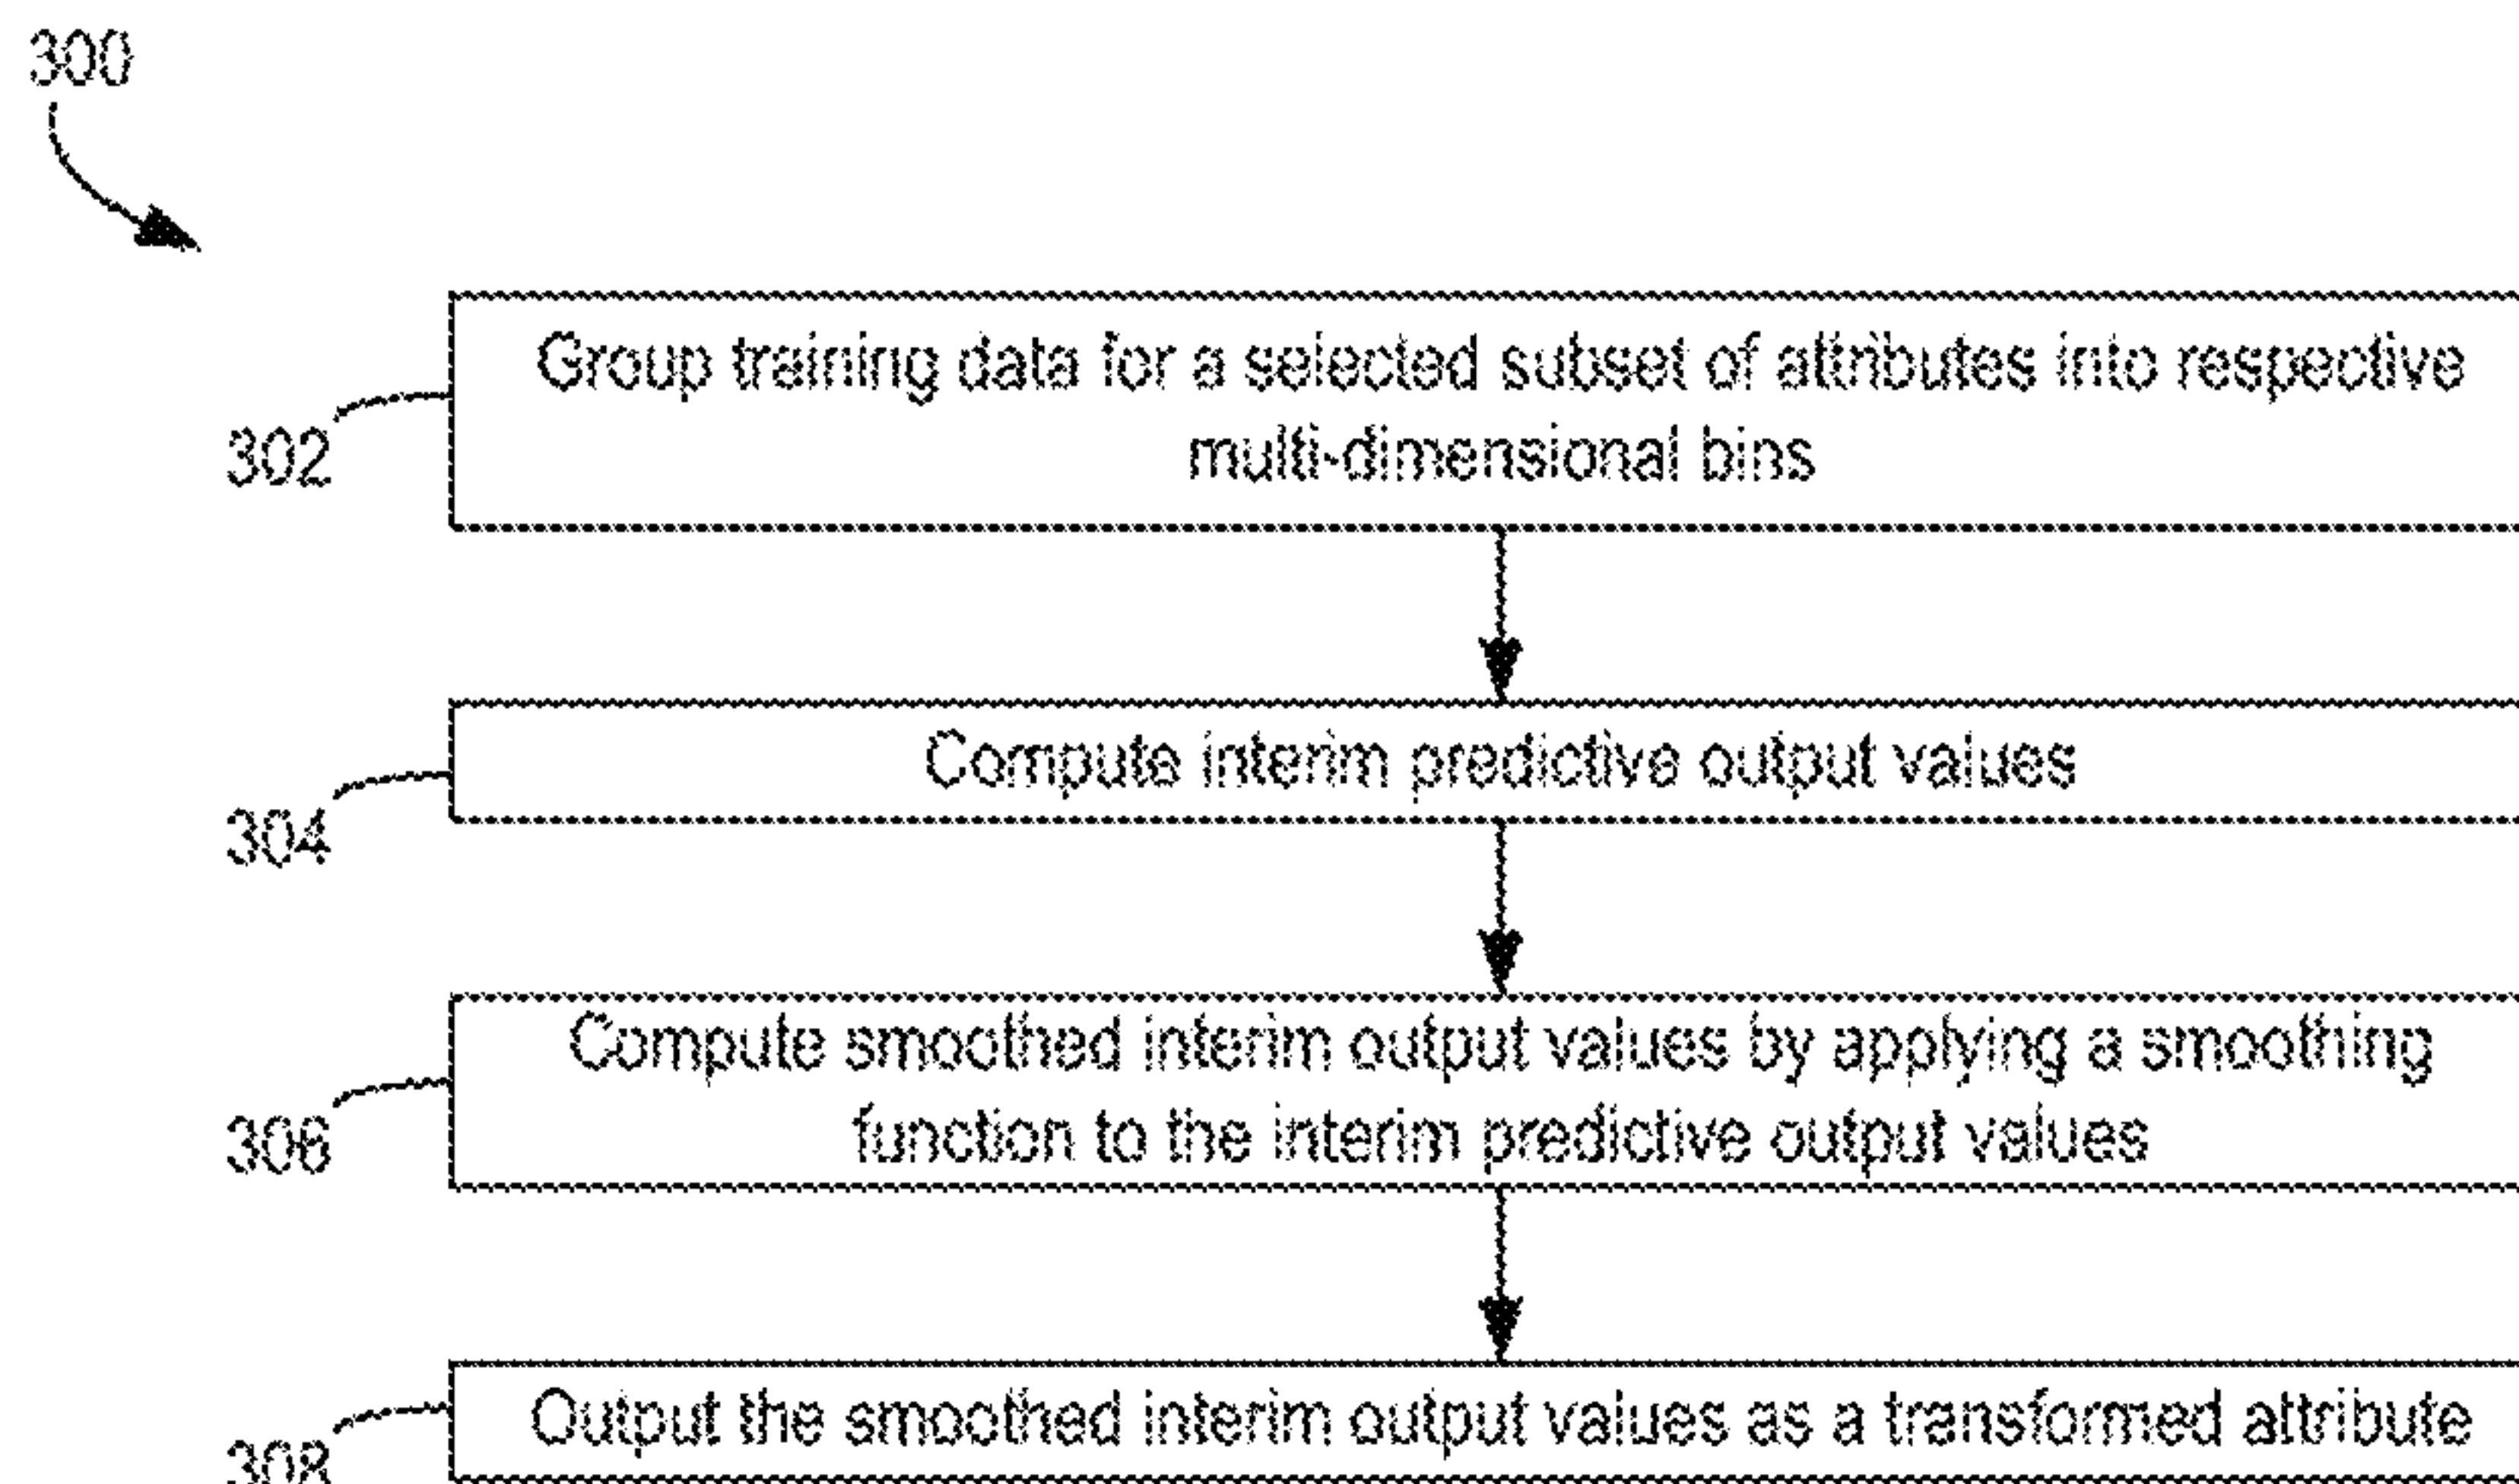 300
Group training data for a selected subset of attributes into respective
multi-dimensional bins
302
Compute interim predictive output values
304
Compute smoothed interim output values by applying a smoothing
function to the interim predictive output values
306
Output the smoothed interim output values as a transformed attribute
308